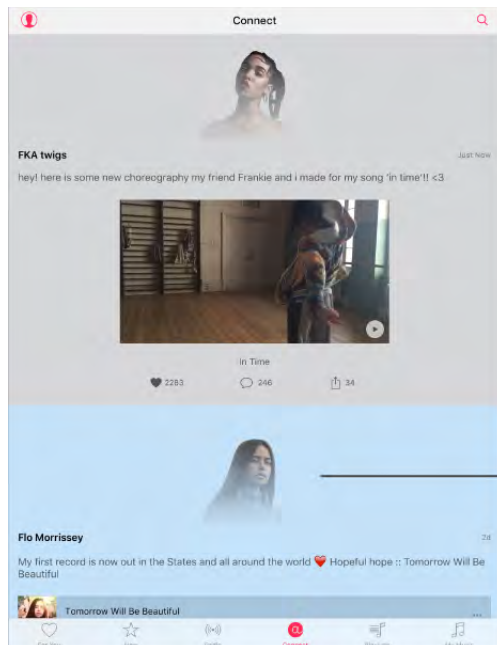 Connect
FKA twigs
Just Now
hey! here is some new choreography my friend Frankie and i made for my song 'in time'!! <3
In Time
2283
246
34
Flo Morrissey
2d
My first record is now out in the States and all around the world ❤️ Hopeful hope :: Tomorrow Will Be
Beautiful
Tomorrow Will Be Beautiful
...
Connect